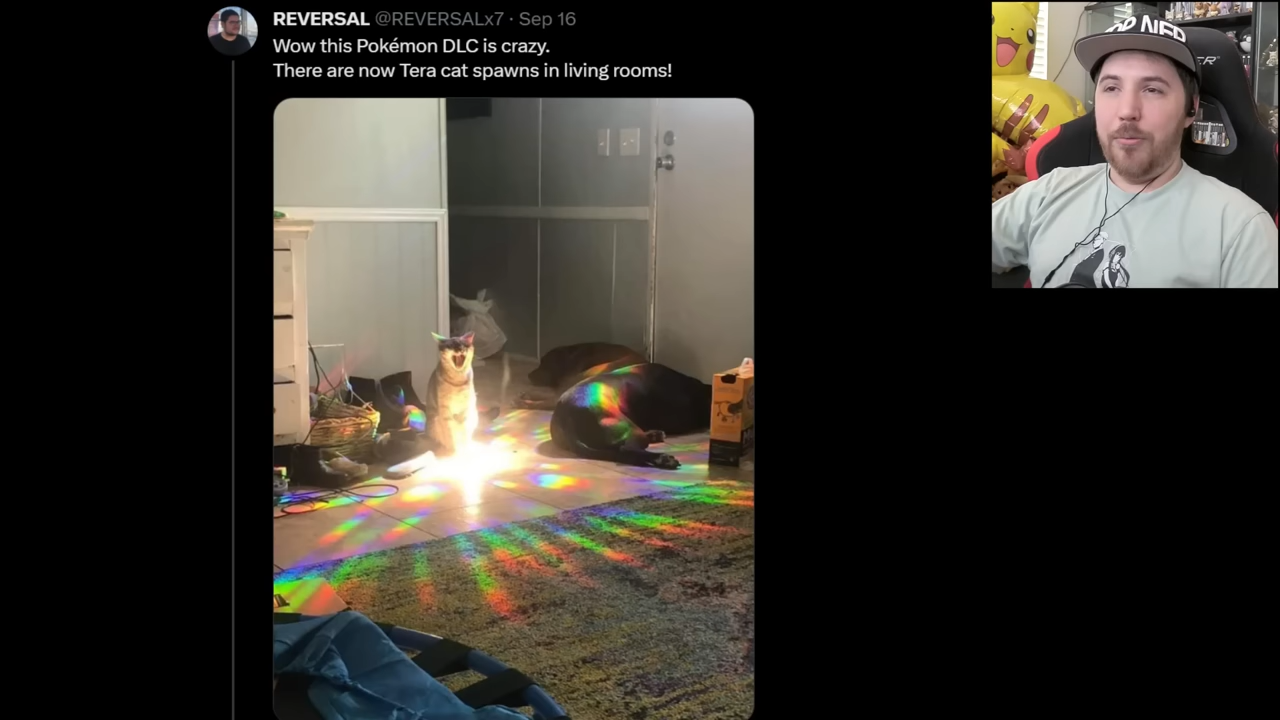 REVERSAL @REVERSALx7 · Sep 16
Wow this Pokémon DLC is crazy.
There are now Tera cat spawns in living rooms!